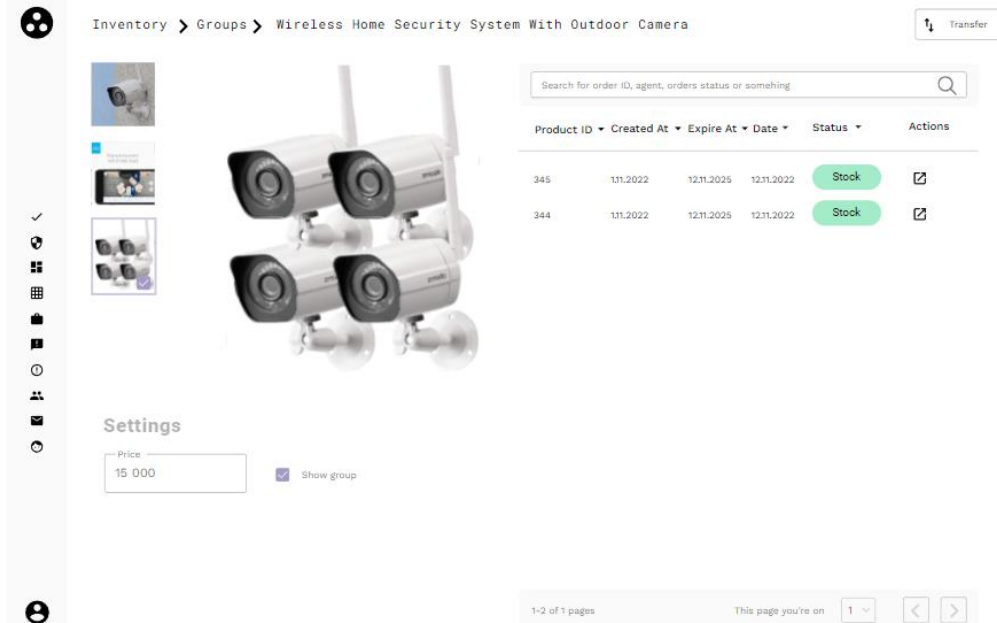 Inventory Groups Wireless Home Security System With Outdoor Camera
Transfer
Search for order ID, agent, orders status or somehing
Product ID Created At Expire At Date Status Actions
345 1.11.2022 12.11.2025 12.11.2022 Stock
344 1.11.2022 12.11.2025 12.11.2022 Stock
Settings
Price
15 000
Show group
1-2 of 1 pages This page you're on 1